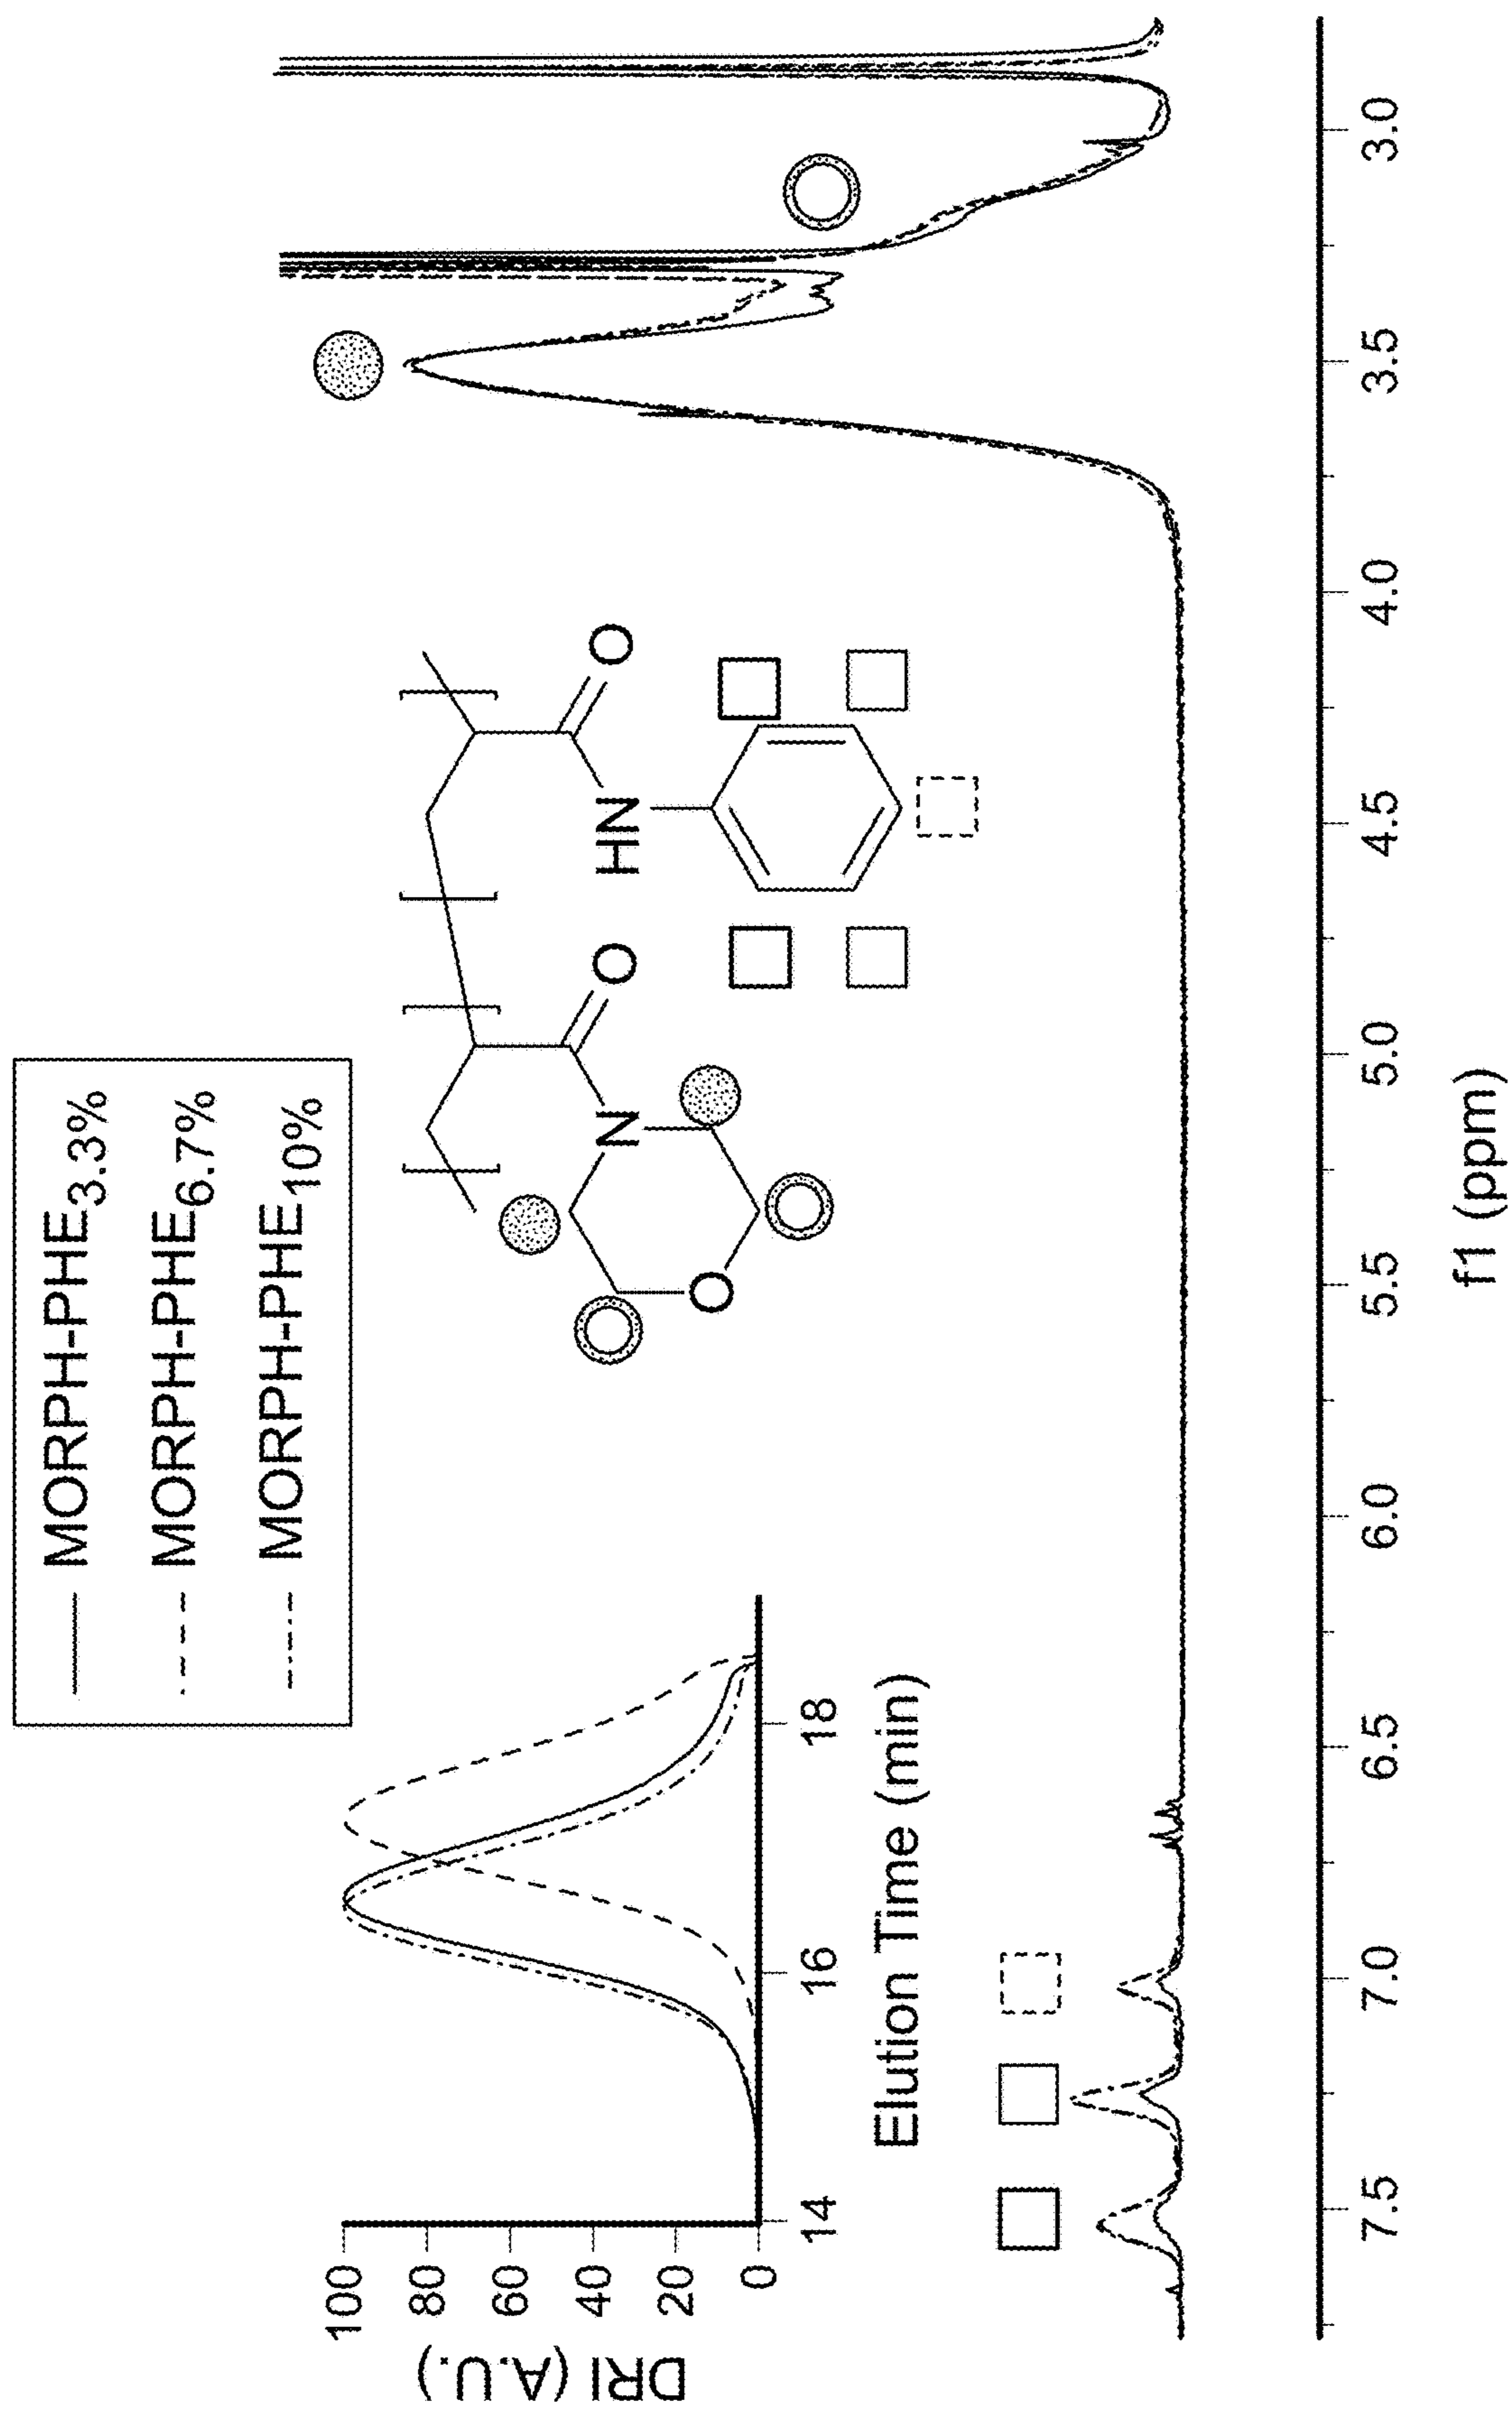 MORPH-PHE3.3%
MORPH-PHE6.7%
MORPH-PHE10%
DRI (A.U.)
100
80
60
40
20
0
14
16
18
Elution Time (min)
N
O
O
HN
O
7.5
7.0
6.5
6.0
5.5
5.0
4.5
4.0
3.5
3.0
f1 (ppm)